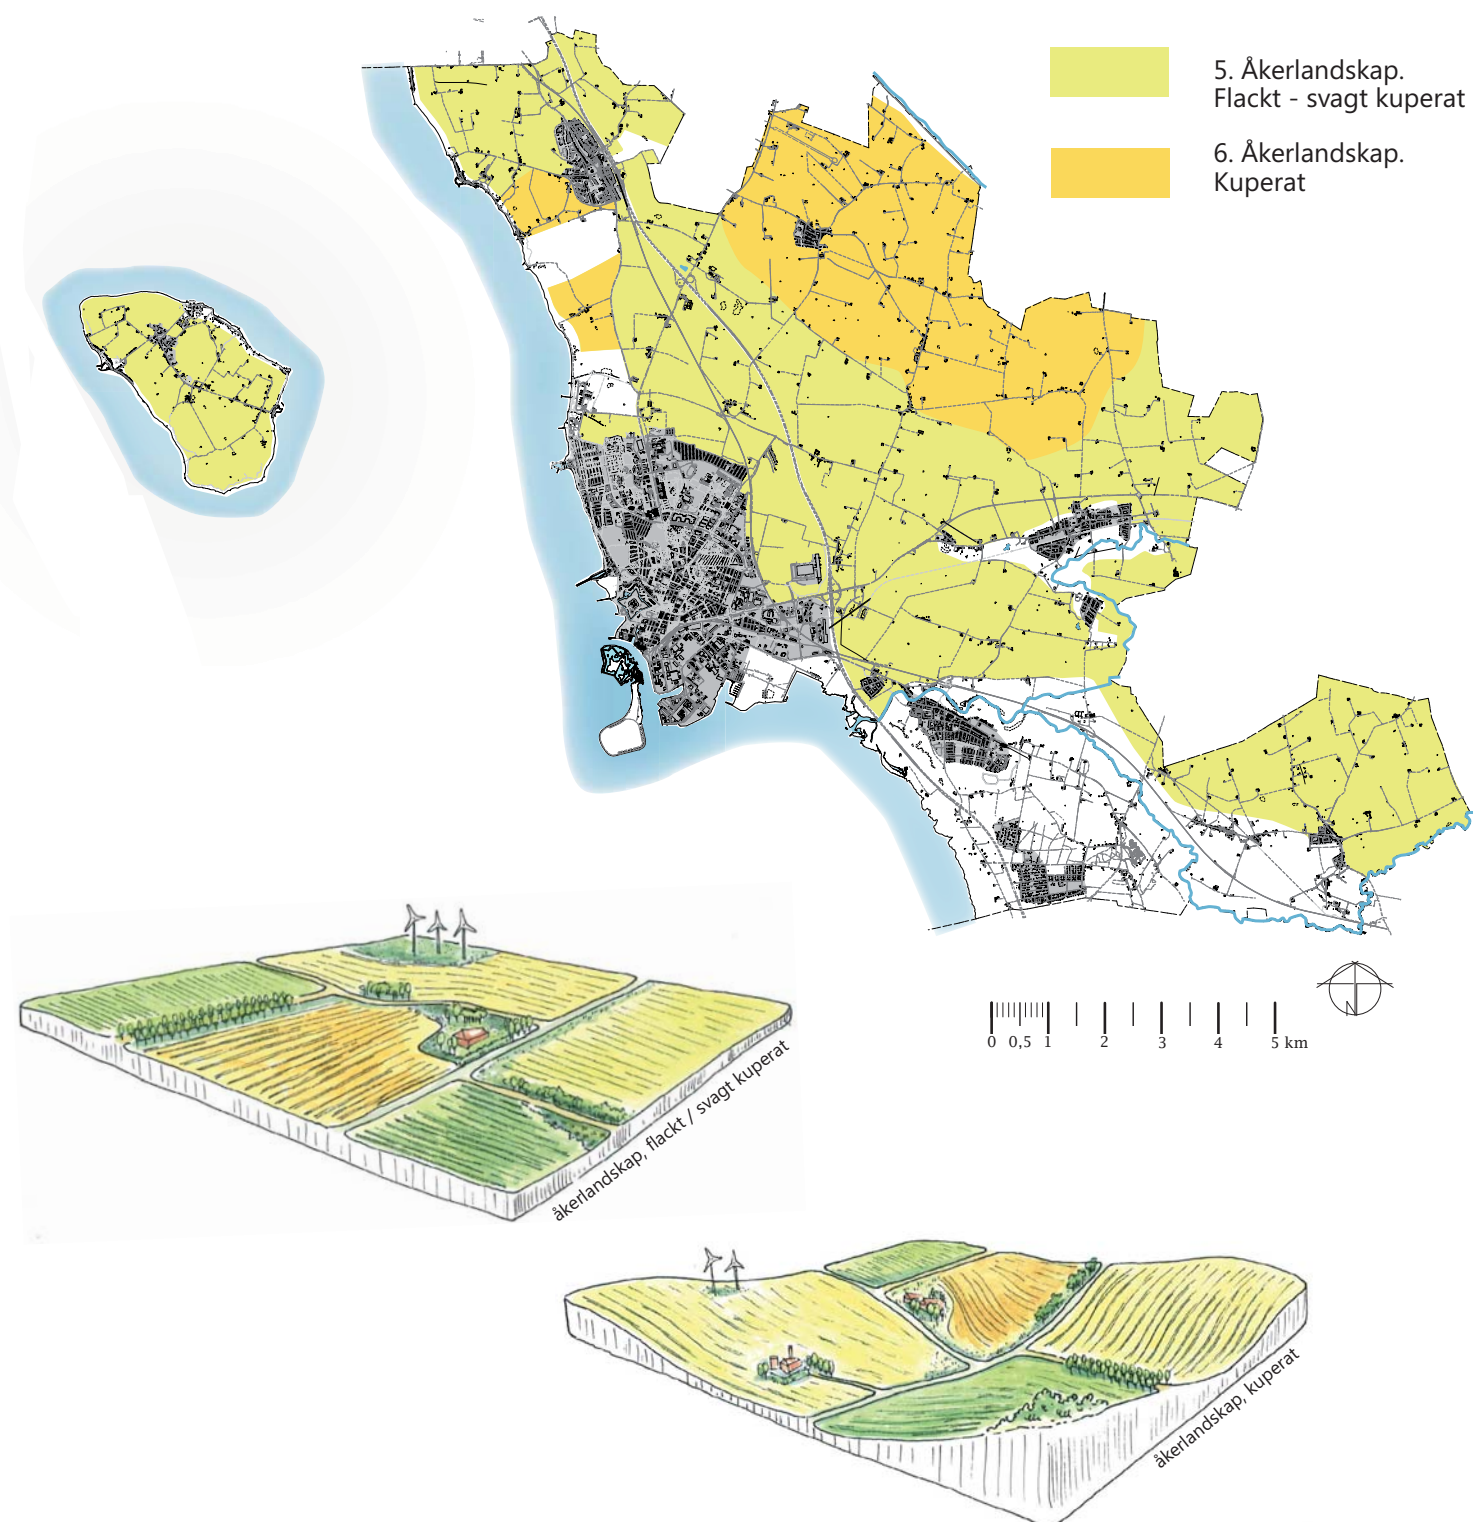 5. Åkerlandskap.
Flackt - svagt kuperat
6. Åkerlandskap.
Kuperat
N
0 0,5 1 2 3 4 5 km
åkerlandskap, flackt / svagt kuperat
åkerlandskap, kuperat